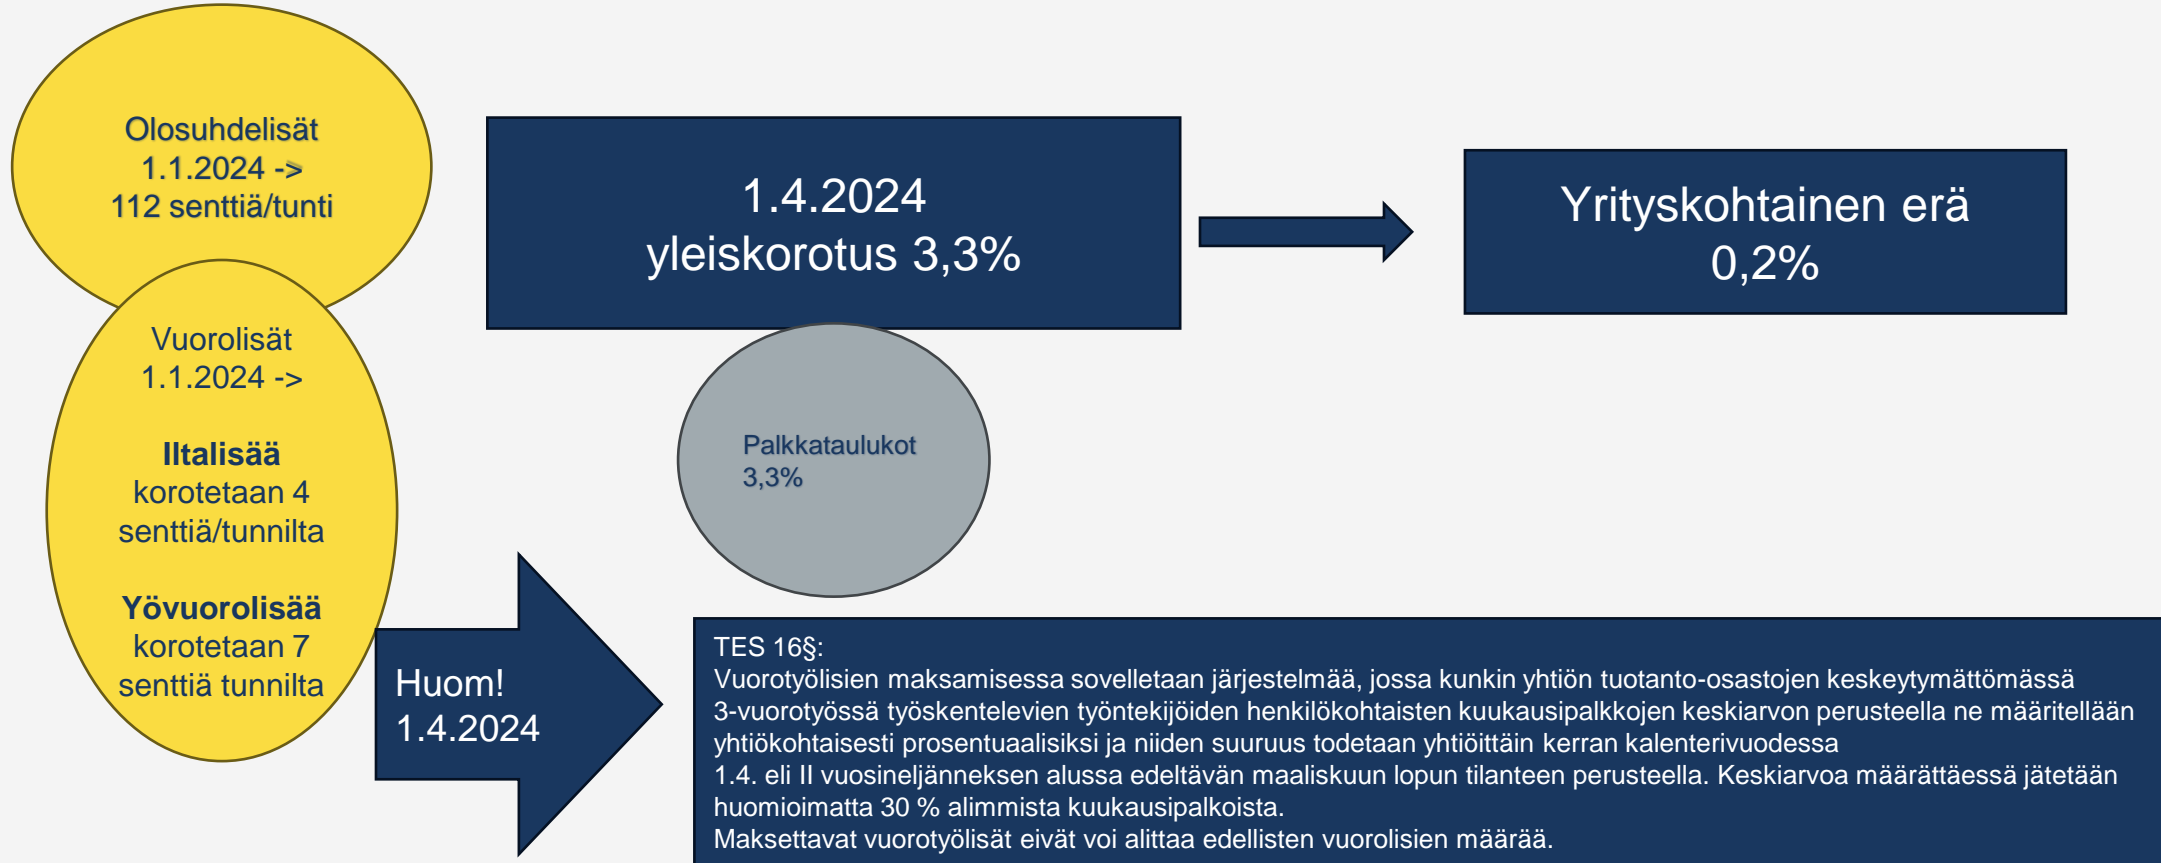 Olosuhdelisät
1.1.2024 ->
112 senttiä/tunti
Vuorolisät
1.1.2024 ->
Iltalisää
korotetaan 4
senttiä/tunnilta
Yövuorolisää
korotetaan 7
senttiä tunnilta
1.4.2024
yleiskorotus 3,3%
Yrityskohtainen erä
0,2%
Palkkataulukot
3,3%
Huom!
1.4.2024
TES 16§:
Vuorotyölisien maksamisessa sovelletaan järjestelmää, jossa kunkin yhtiön tuotanto-osastojen keskeytymättömässä
3-vuorotyössä työskentelevien työntekijöiden henkilökohtaisten kuukausipalkkojen keskiarvon perusteella ne määritellään
yhtiökohtaisesti prosentuaalisiksi ja niiden suuruus todetaan yhtiöittäin kerran kalenterivuodessa
1.4. eli II vuosineljänneksen alussa edeltävän maaliskuun lopun tilanteen perusteella. Keskiarvoa määrättäessä jätetään
huomioimatta 30 % alimmista kuukausipalkoista.
Maksettavat vuorotyölisät eivät voi alittaa edellisten vuorolisien määrää.